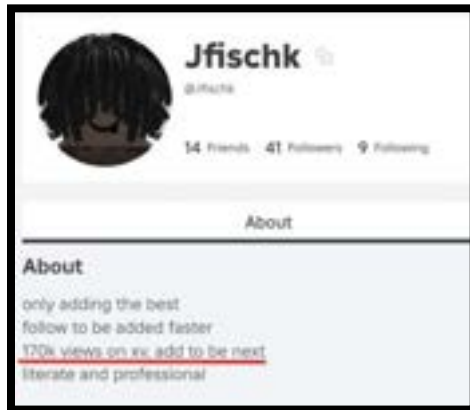 Jfischk
@Jfischk
14 Friends 41 Followers 9 Following
About
About
only adding the best
follow to be added faster
170k views on xv. add to be next
literate and professional